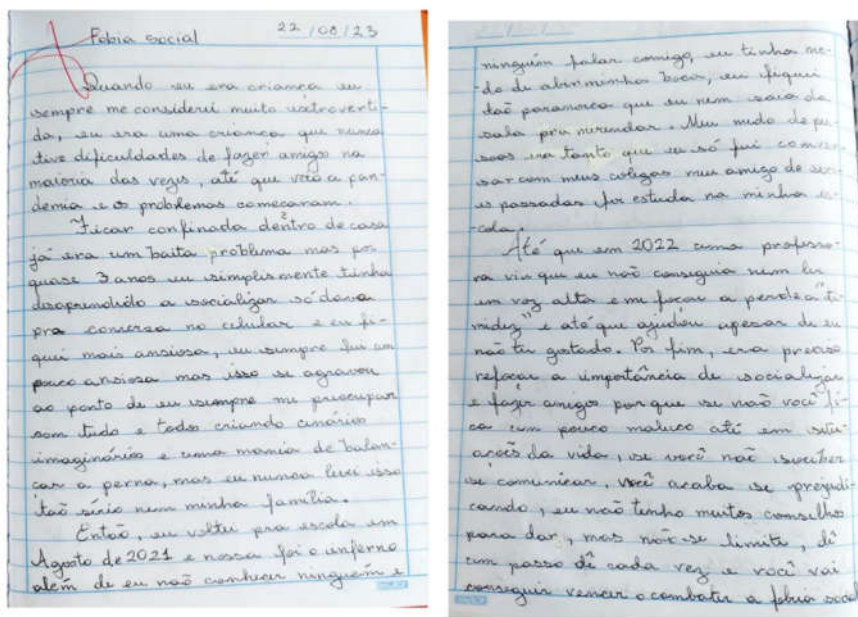 Fobia social 22/08/23
Quando eu era criança eu
sempre me considerei muito extroverti-
da, eu era uma criança que nunca
tive dificuldades de fazer amigos na
maioria das vezes, até que veio a pan-
demia e os problemas começaram.
Ficar confinada dentro de casa
já era um baita problema mas por
quase 3 anos eu simplismente tinha
desaprendido a socializar só dava
pra conversa no celular e eu fi-
quei mais ansiosa, eu sempre fui um
pouco ansiosa mas isso se agravou
ao ponto de eu sempre me preocupar
com tudo e todos criando cenários
imaginários e uma mania de balan-
çar a perna, mas eu nunca levei isso
tão sério nem minha família.
Então, eu voltei pra escola em
Agosto de 2021 e nossa foi o inferno
além de eu não conhecer ninguém e
ninguém falar comigo, eu tinha me-
-do de abrir minha boca, eu fiquei
tão paranoica que eu nem saia da
sala pra merendar. Meu medo de pes-
soas era tanto que eu só fui conver-
sar com meus colegas meu amigo de seri-
es passadas foi estuda na minha es-
-cola.
Até que em 2022 uma professo-
ra viu que eu não conseguia nem ler
em voz alta e me focar a perde a "ti-
midez" e até que ajudou apesar de eu
não ter gostado. Por fim, era preciso
refoçar a importância de socializar
e fazer amigos porque se não você fi-
ca um pouco maluco até em situ-
ações da vida, se você não souber
se comunicar, você acaba se prejudi-
cando, eu não tenho muitos conselhos
para dar, mas não se limite, dê
um passo dê cada vez e você vai
conseguir vencer o combater a fobia social